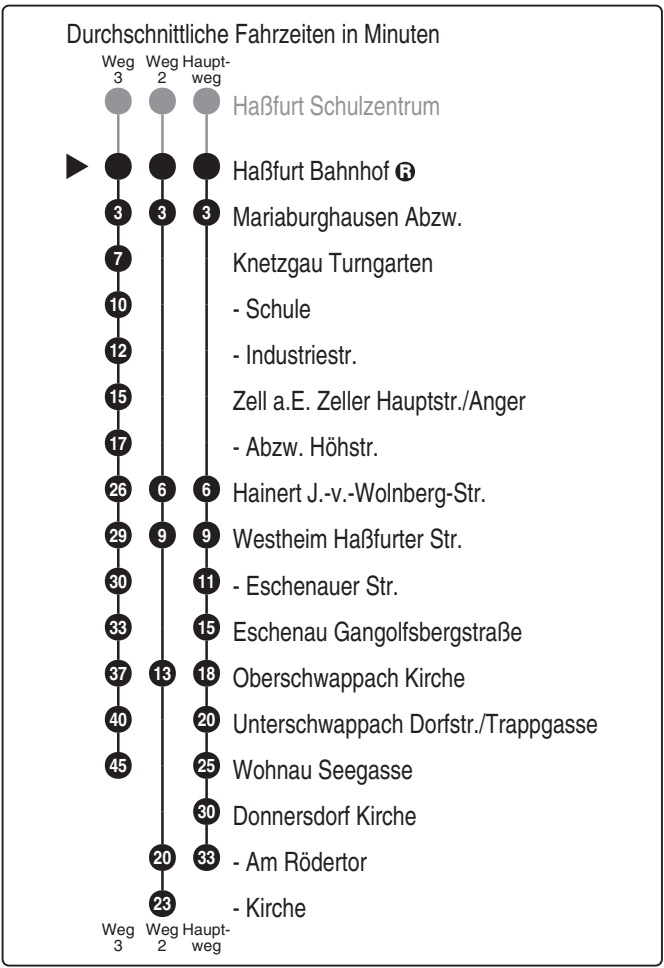 Durchschnittliche Fahrzeiten in Minuten
Weg 3 Weg 2 Haupt-weg
Haßfurt Schulzentrum
Haßfurt Bahnhof R
3 3 3 Mariaburghausen Abzw.
7 Knetzgau Turngarten
10 - Schule
12 - Industriestr.
15 Zell a.E. Zeller Hauptstr./Anger
17 - Abzw. Höhstr.
26 6 6 Hainert J.-v.-Wolnberg-Str.
29 9 9 Westheim Haßfurter Str.
30 11 - Eschenauer Str.
33 15 Eschenau Gangolfsbergstraße
37 13 18 Oberschwappach Kirche
40 20 Unterschwappach Dorfstr./Trappgasse
45 25 Wohnau Seegasse
30 Donnersdorf Kirche
20 33 - Am Rödertor
23 - Kirche
Weg 3 Weg 2 Haupt-weg